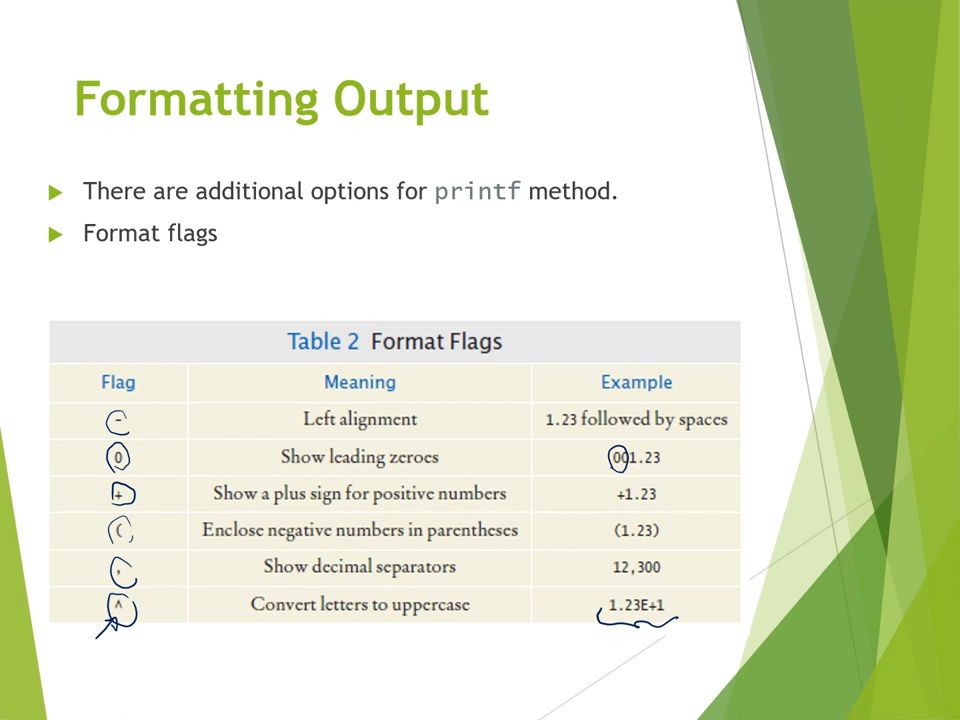 Formatting Output
There are additional options for printf method.
Format flags
Table 2 Format Flags
Flag Meaning Example
- Left alignment 1.23 followed by spaces
0 Show leading zeroes 001.23
+ Show a plus sign for positive numbers +1.23
( Enclose negative numbers in parentheses (1.23)
, Show decimal separators 12,300
^ Convert letters to uppercase 1.23E+1